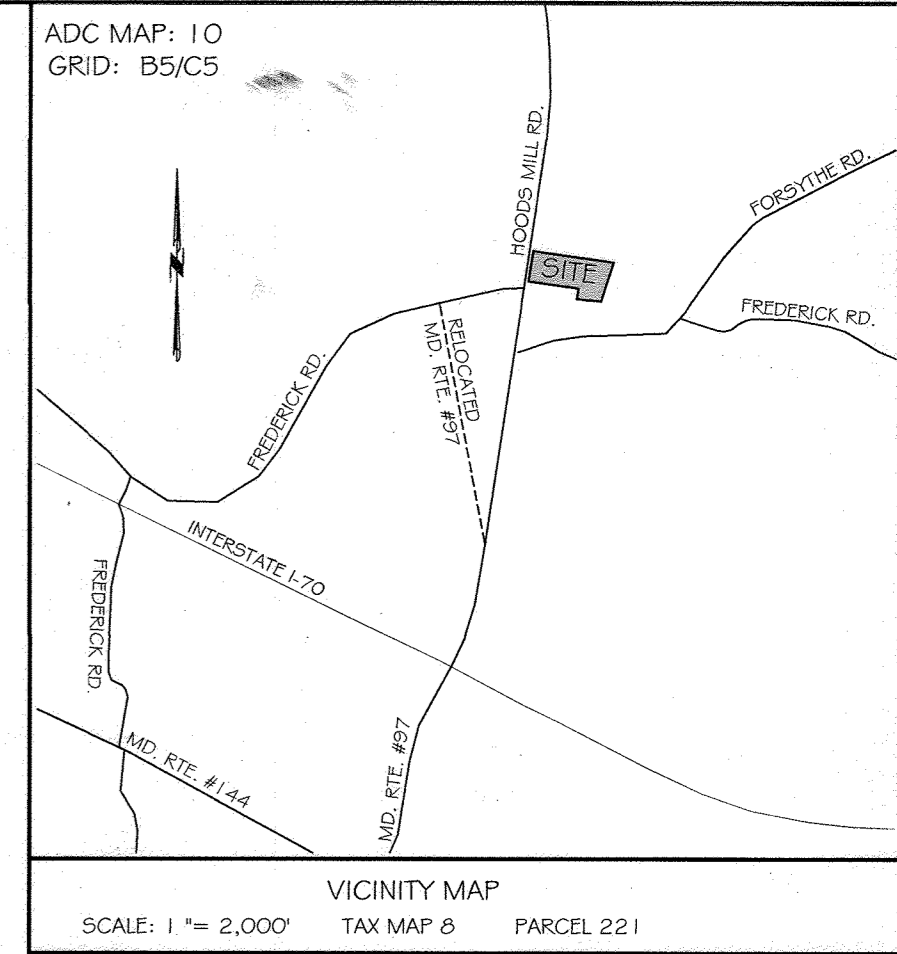 ADC MAP: 10
GRID: B5/C5
HOODS MILL RD.
FORSYTHE RD.
N
SITE
FREDERICK RD.
RELOCATED
MD. RTE. #97
FREDERICK RD.
INTERSTATE I-70
FREDERICK RD.
MD. RTE. #97
MD. RTE. #144
VICINITY MAP
SCALE: 1 "= 2,000' TAX MAP 8 PARCEL 221